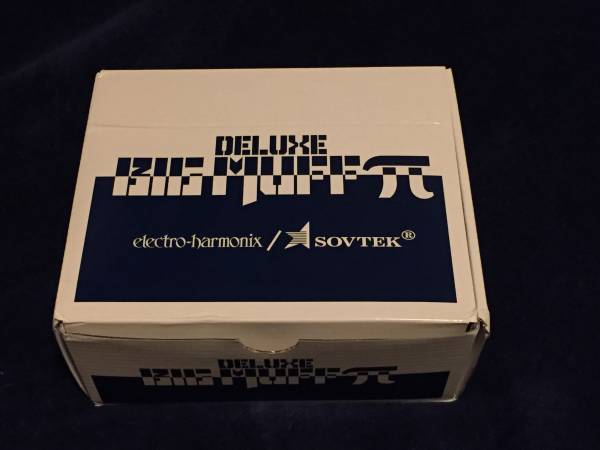 DELUXE
BIG MUFF π
electro-harmonix / SOVTEK®
DELUXE
BIG MUFF π